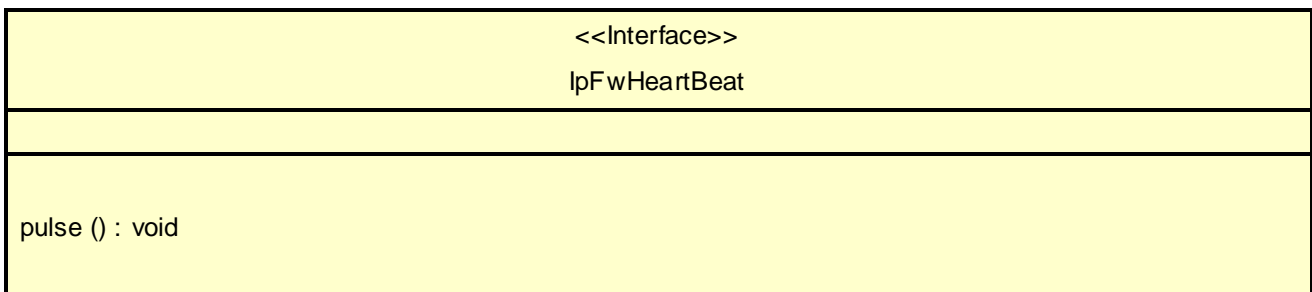 <<Interface>>
IpFwHeartBeat
pulse () : void